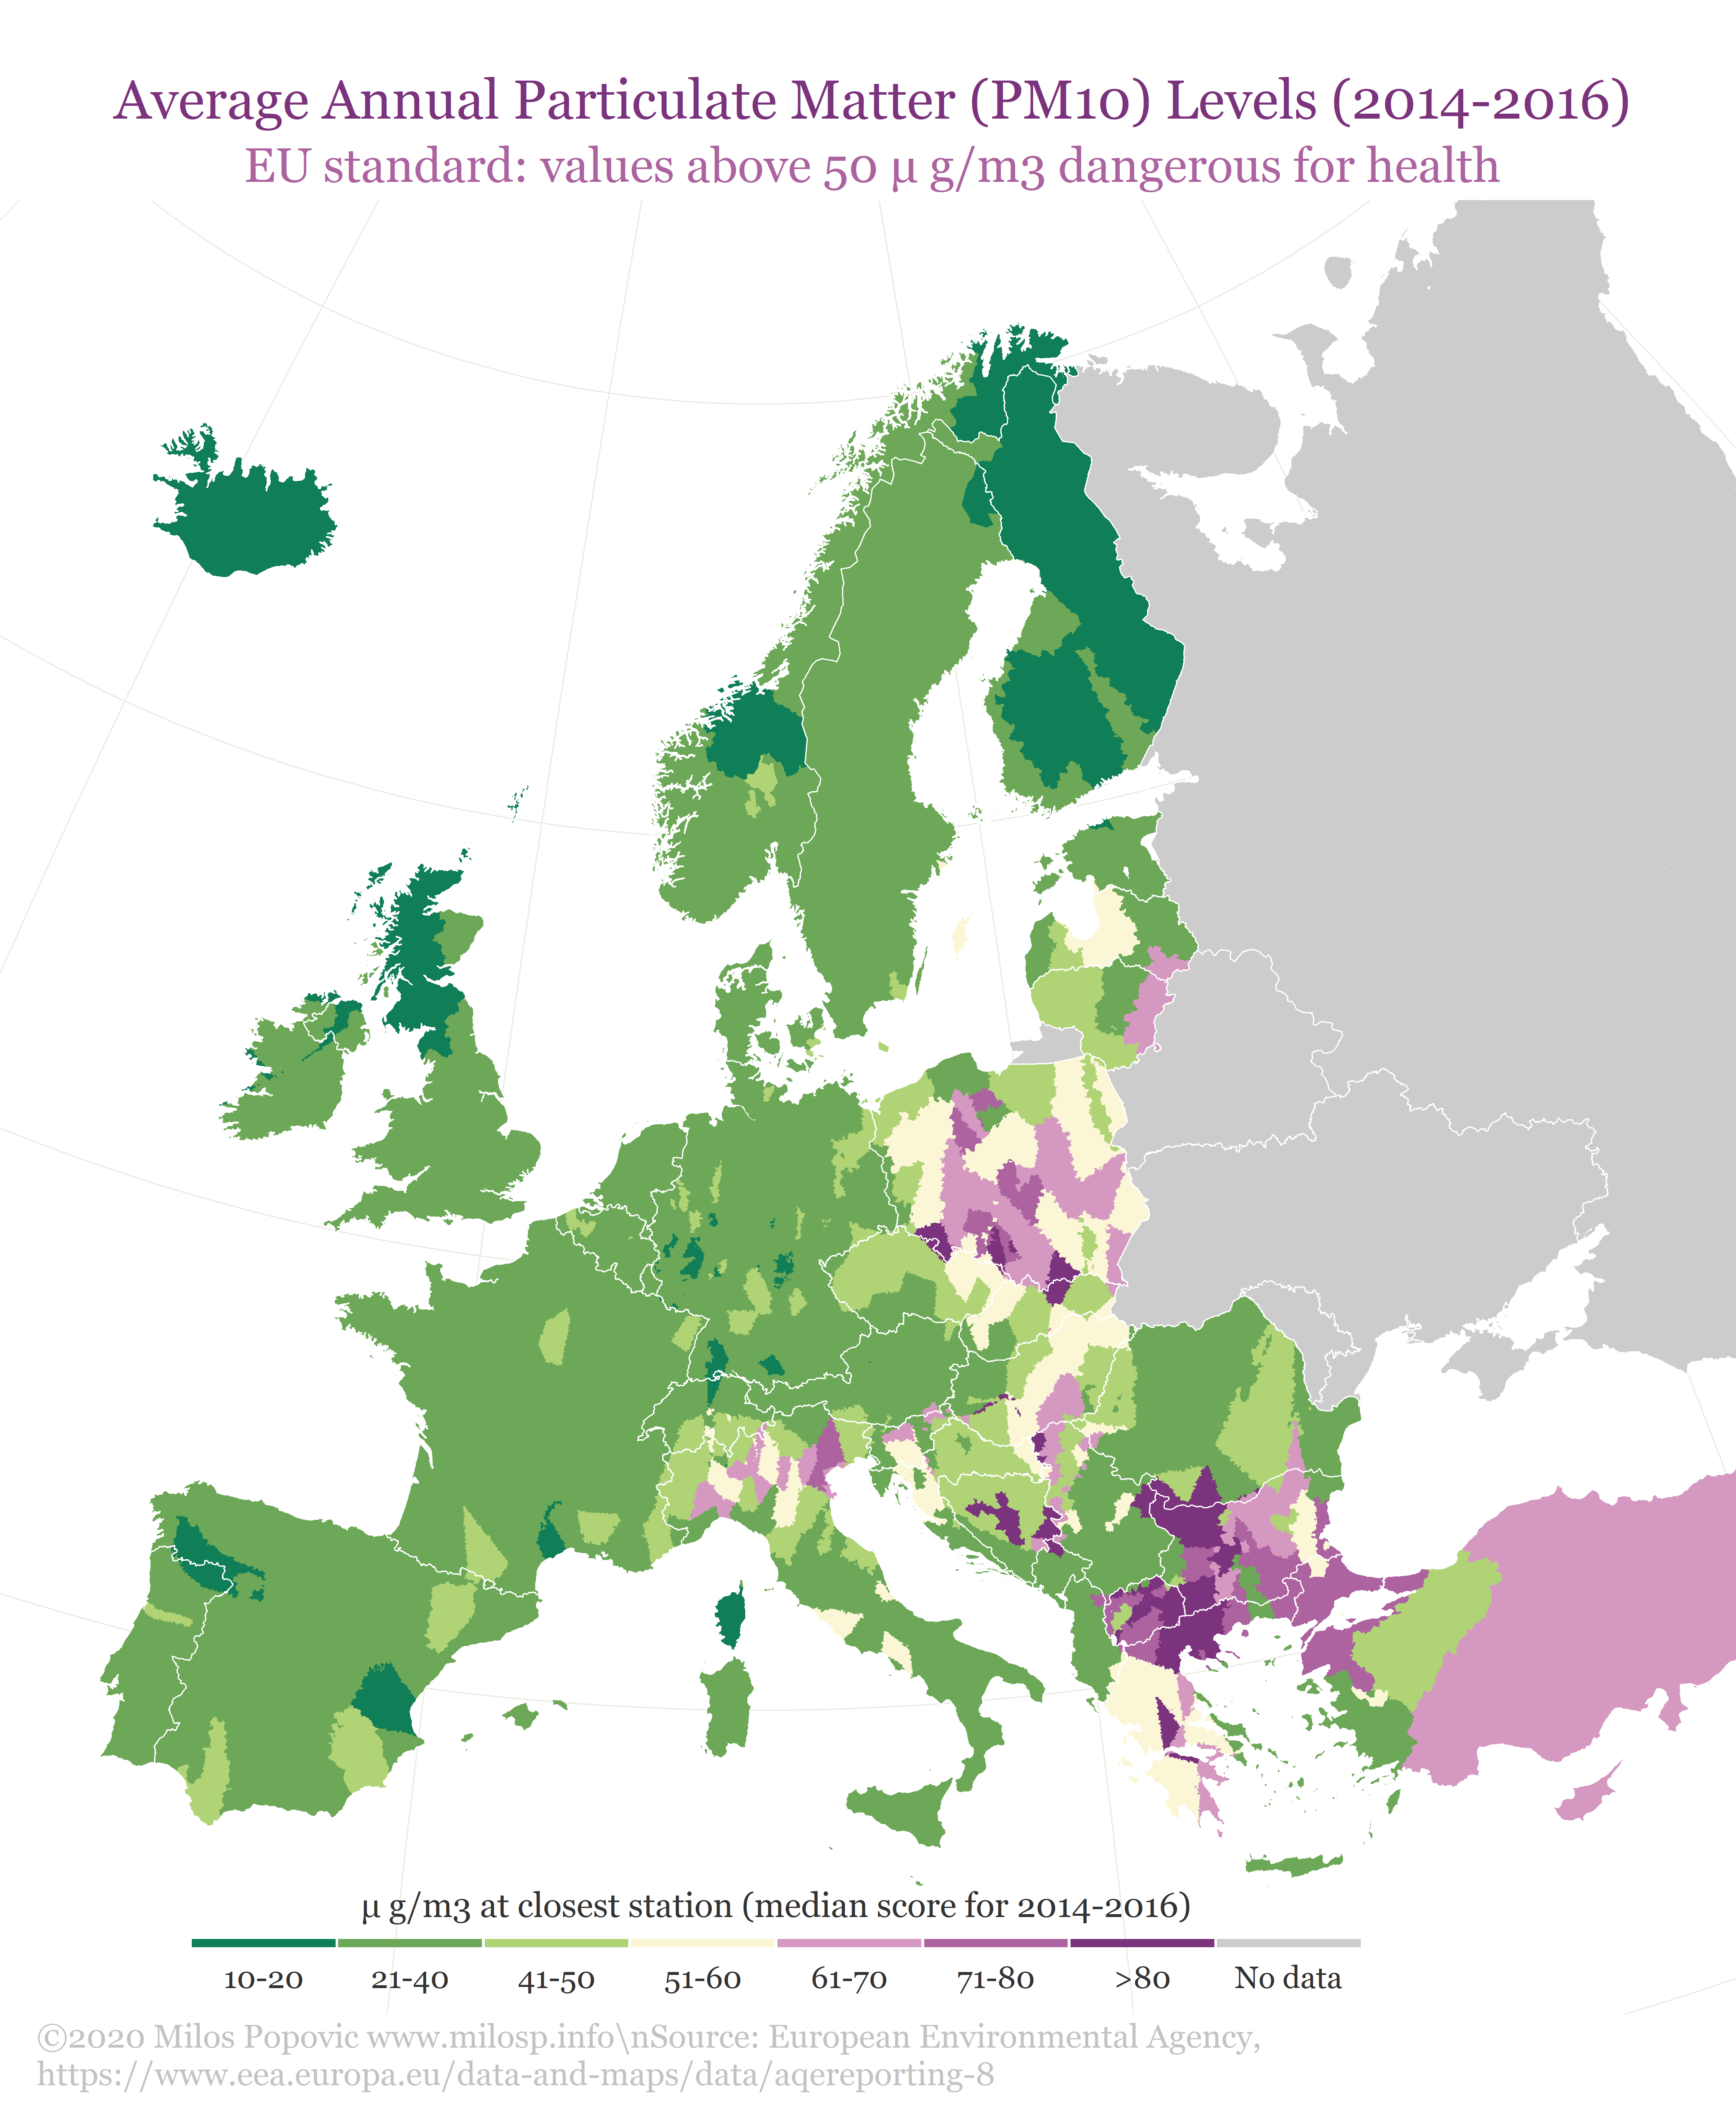 Average Annual Particulate Matter (PM10) Levels (2014-2016)
EU standard: values above 50 µ g/m3 dangerous for health
µ g/m3 at closest station (median score for 2014-2016)
10-20 21-40 41-50 51-60 61-70 71-80 >80 No data
©2020 Milos Popovic www.milosp.info\nSource: European Environmental Agency,
https://www.eea.europa.eu/data-and-maps/data/aqereporting-8